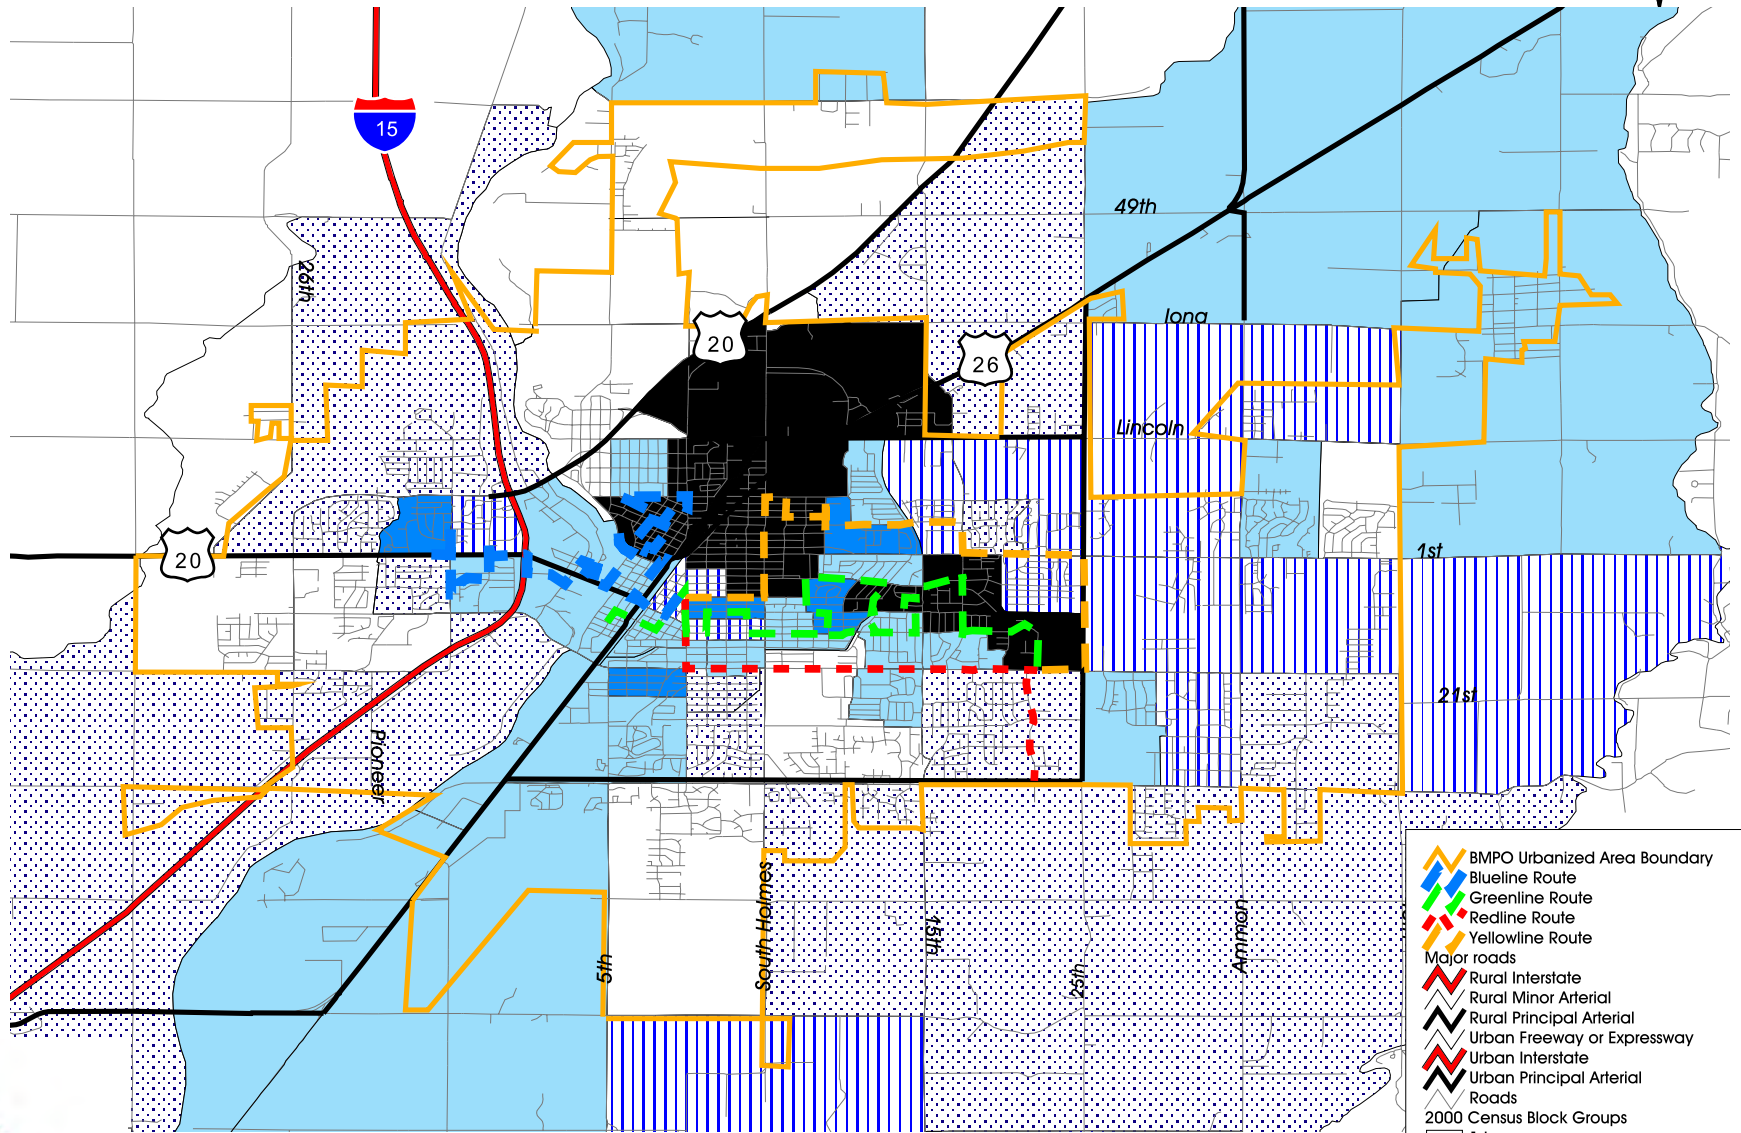 15
49th
26th
Iona
20
26
Lincoln
20
1st
21st
Pioneer
South Holmes
15th
Ammon
5th
25th
BMPO Urbanized Area Boundary
Blueline Route
Greenline Route
Redline Route
Yellowline Route
Major roads
Rural Interstate
Rural Minor Arterial
Rural Principal Arterial
Urban Freeway or Expressway
Urban Interstate
Urban Principal Arterial
Roads
2000 Census Block Groups